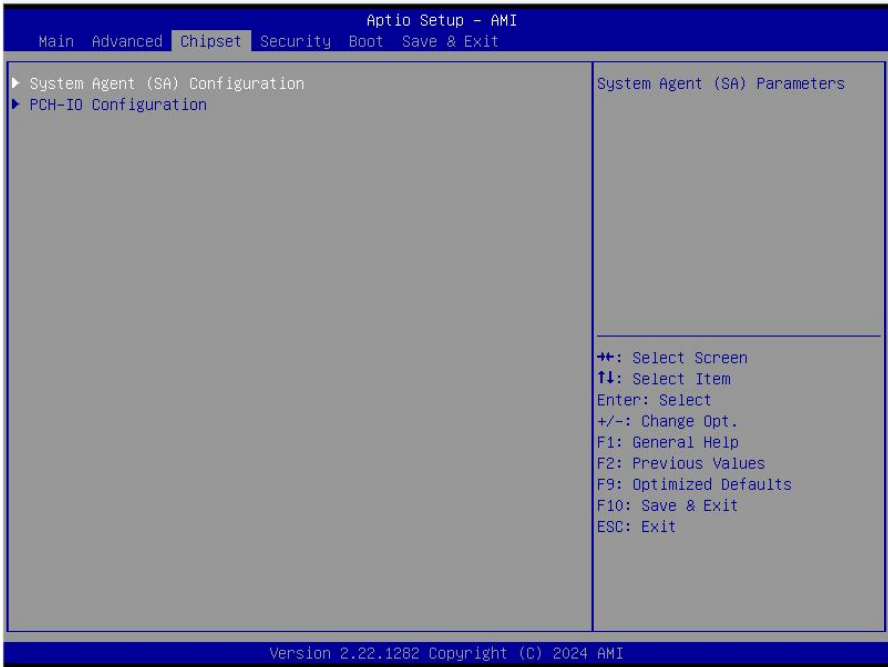 Aptio Setup – AMI
Main Advanced Chipset Security Boot Save & Exit
▶ System Agent (SA) Configuration
▶ PCH-IO Configuration
System Agent (SA) Parameters
→←: Select Screen
↑↓: Select Item
Enter: Select
+/-: Change Opt.
F1: General Help
F2: Previous Values
F9: Optimized Defaults
F10: Save & Exit
ESC: Exit
Version 2.22.1282 Copyright (C) 2024 AMI